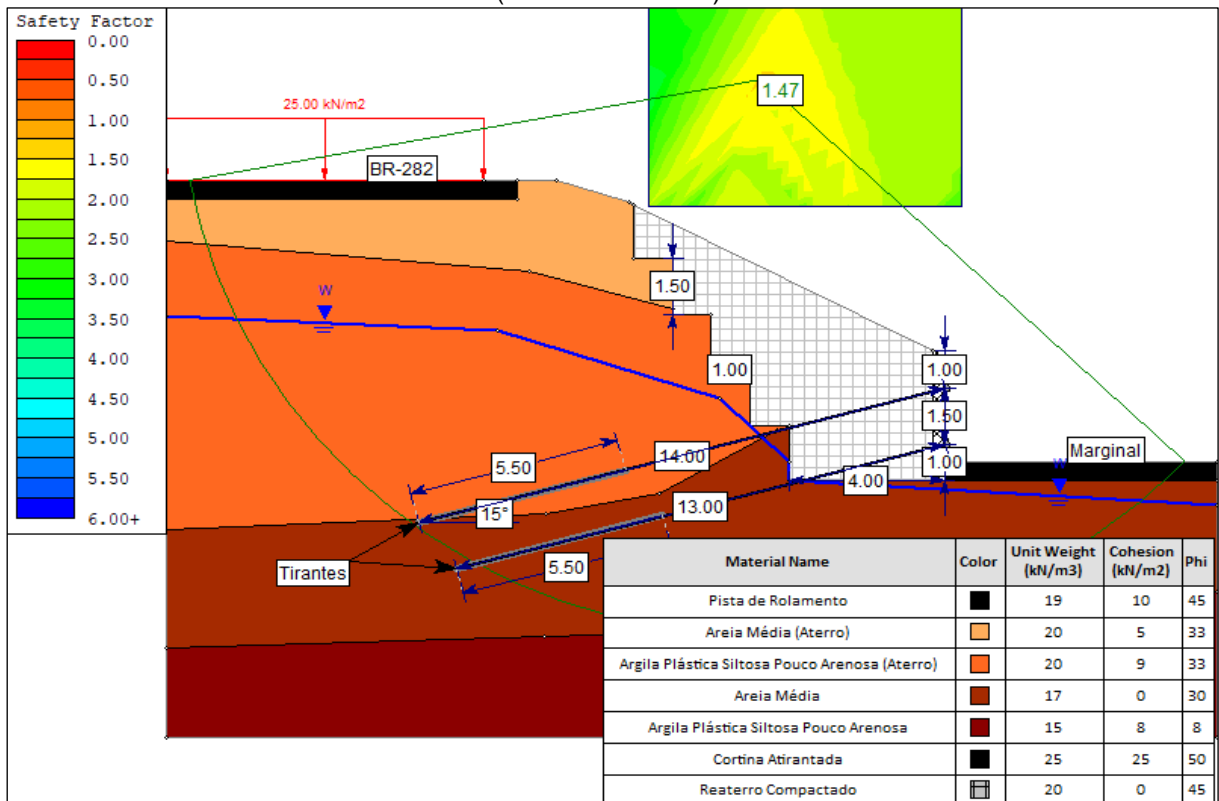 Safety Factor
0.00
0.50
1.00
1.50
2.00
2.50
3.00
3.50
4.00
4.50
5.00
5.50
6.00+
25.00 kN/m2
BR-282
1.47
W
1.50
1.00
1.00
1.50
1.00
Marginal
W
5.50
14.00
4.00
15°
13.00
Tirantes
5.50
Material Name Color Unit Weight (kN/m3) Cohesion (kN/m2) Phi
Pista de Rolamento 19 10 45
Areia Média (Aterro) 20 5 33
Argila Plástica Siltosa Pouco Arenosa (Aterro) 20 9 33
Areia Média 17 0 30
Argila Plástica Siltosa Pouco Arenosa 15 8 8
Cortina Atirantada 25 25 50
Reaterro Compactado 20 0 45